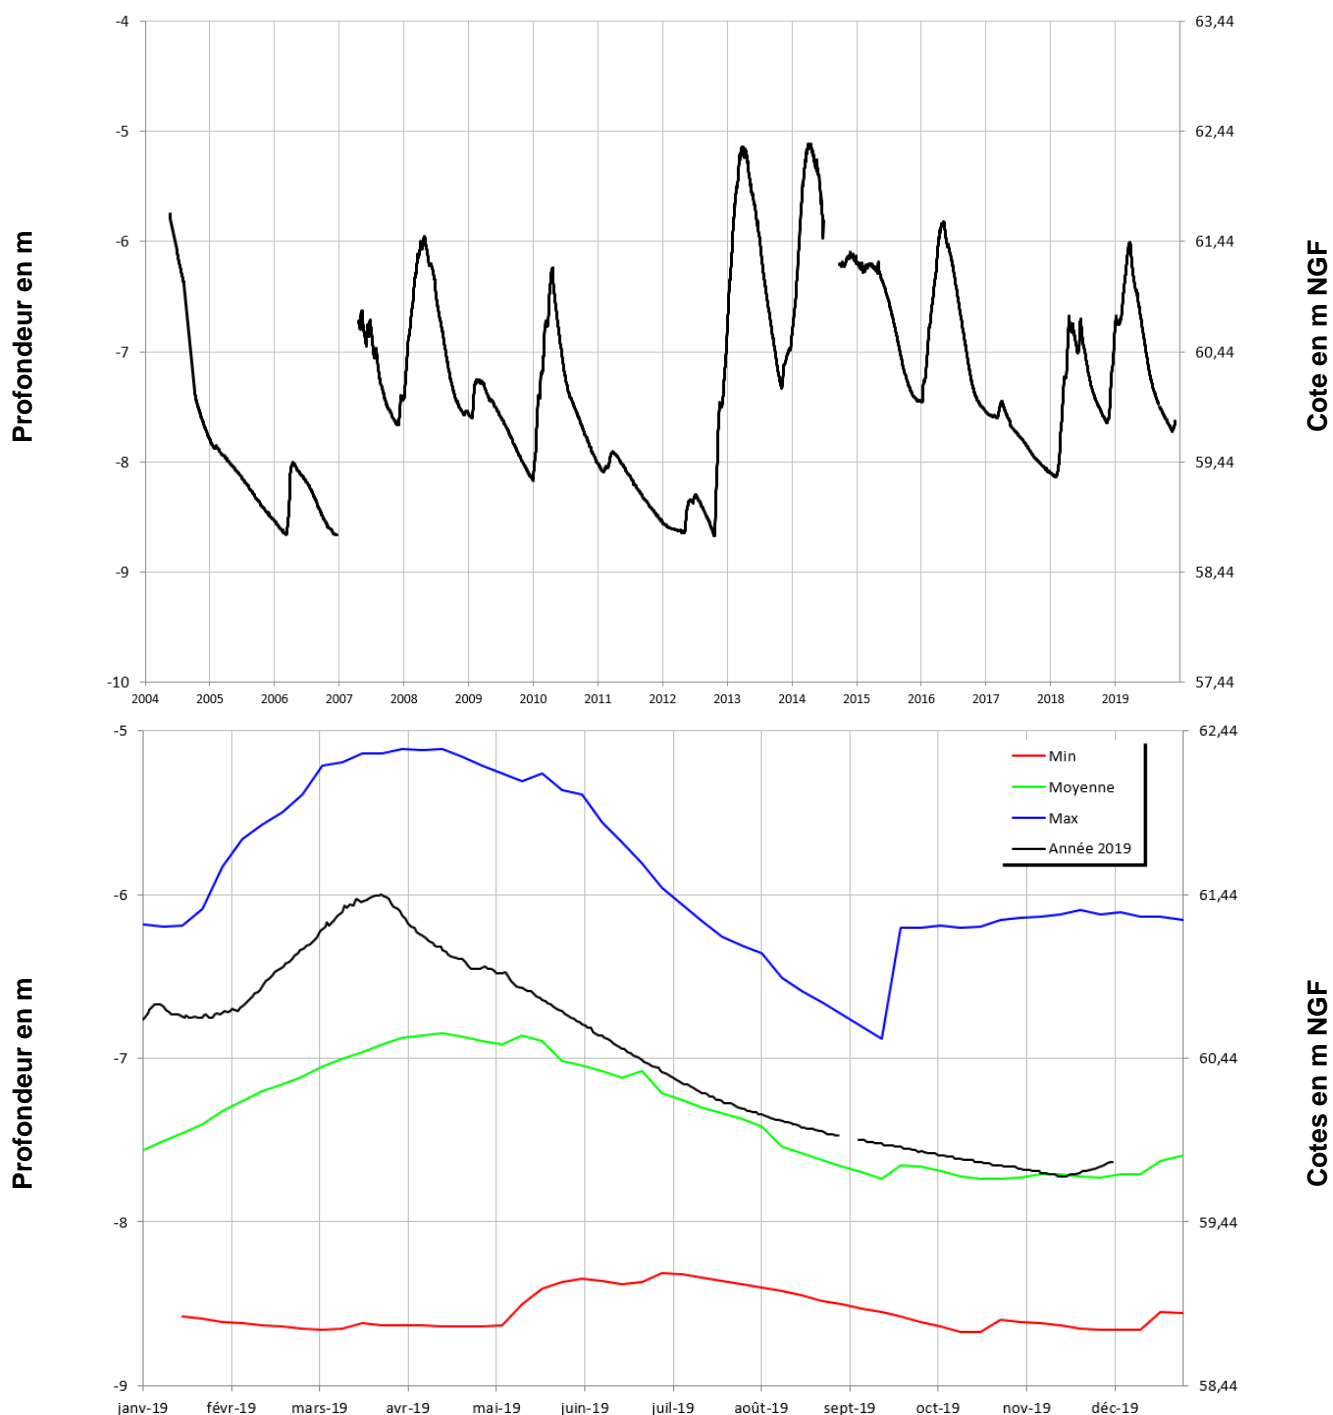 -4
-5
-6
-7
-8
-9
-10
63,44
62,44
61,44
60,44
59,44
58,44
57,44
Profondeur en m
Cote en m NGF
2004 2005 2006 2007 2008 2009 2010 2011 2012 2013 2014 2015 2016 2017 2018 2019
-5
-6
-7
-8
-9
62,44
61,44
60,44
59,44
58,44
Profondeur en m
Cotes en m NGF
Min
Moyenne
Max
Année 2019
janv-19 févr-19 mars-19 avr-19 mai-19 juin-19 juil-19 août-19 sept-19 oct-19 nov-19 déc-19